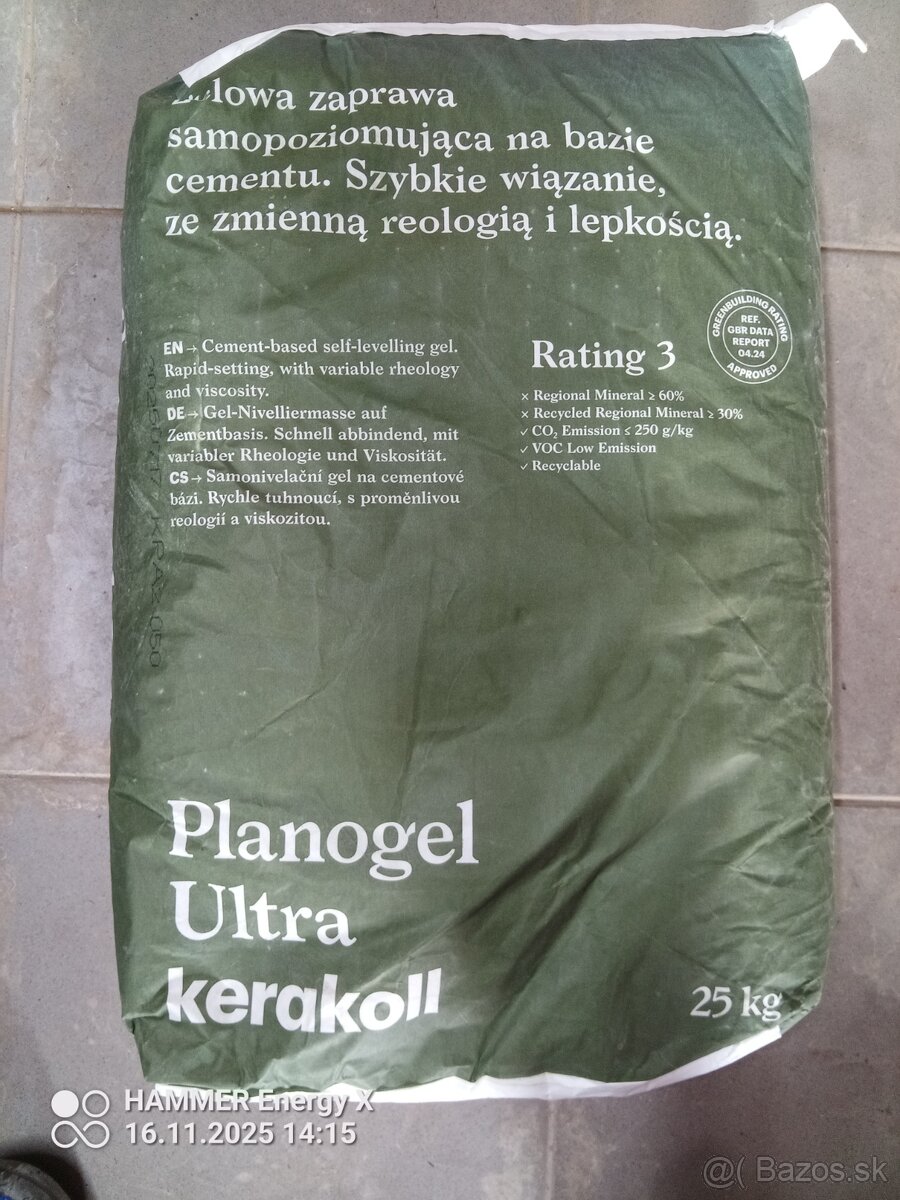 zaprawa
samopoziomująca na bazie
cementu. Szybkie wiązanie,
ze zmienną reologią i lepkością.
EN → Cement-based self-levelling gel.
Rapid-setting, with variable rheology
and viscosity.
DE → Gel-Nivelliermasse auf
Zementbasis. Schnell abbindend, mit
variabler Rheologie und Viskosität.
CS → Samonivelační gel na cementové
bázi. Rychle tuhnoucí, s proměnlivou
reologií a viskozitou.
Rating 3
× Regional Mineral ≥ 60%
× Recycled Regional Mineral ≥ 30%
✓ CO₂ Emission ≤ 250 g/kg
✓ VOC Low Emission
✓ Recyclable
GREENBUILDING RATING
REF.
GBR DATA
REPORT
04.24
APPROVED
Planogel
Ultra
kerakoll
25 kg
HAMMER Energy X
16.11.2025 14:15
@( Bazos.sk